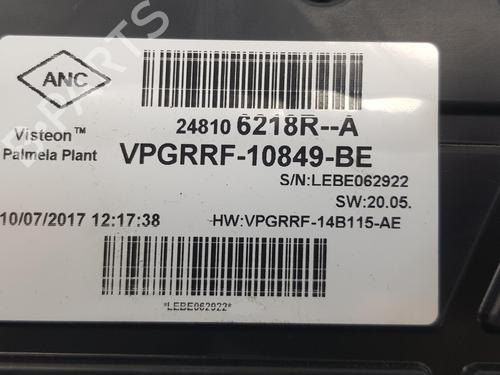 ANC
Visteon™
Palmela Plant
24810 6218R--A
VPGRRF-10849-BE
S/N:LEBE062922
SW:20.05.
10/07/2017 12:17:38
HW:VPGRRF-14B115-AE
*LEBE062922*
B-PARTS